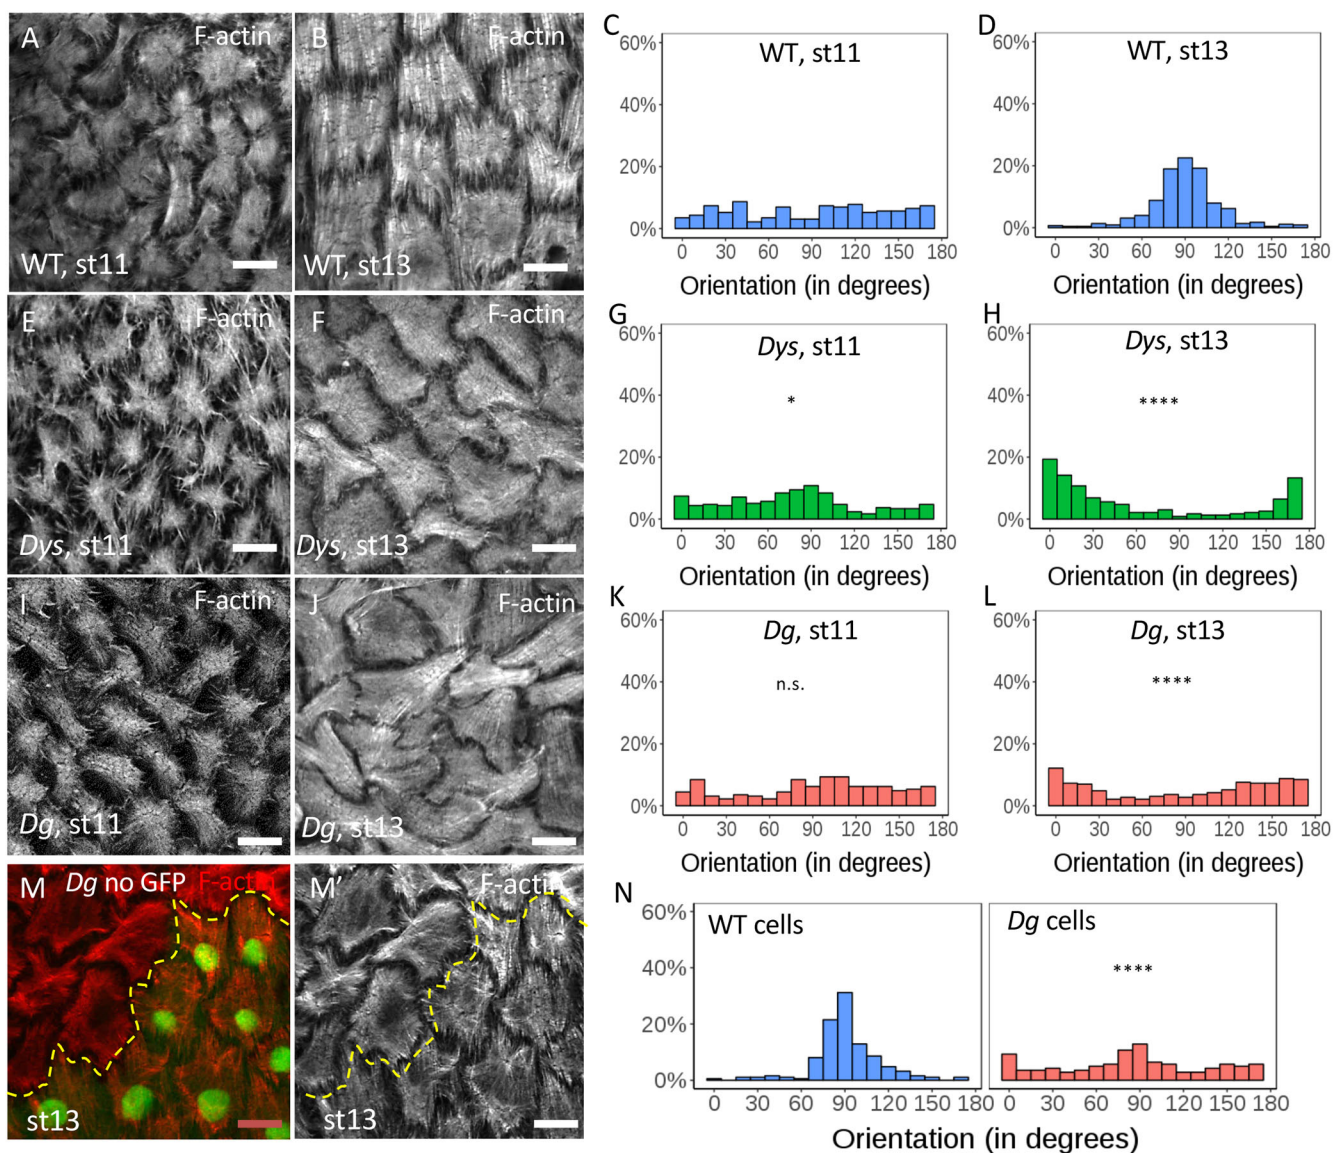 A
F-actin
WT, st11
B
F-actin
WT, st13
C
WT, st11
60%
40%
20%
0%
0 30 60 90 120 150 180
Orientation (in degrees)
D
WT, st13
60%
40%
20%
0%
0 30 60 90 120 150 180
Orientation (in degrees)
E
F-actin
Dys, st11
F
F-actin
Dys, st13
G
Dys, st11
*
60%
40%
20%
0%
0 30 60 90 120 150 180
Orientation (in degrees)
H
Dys, st13
****
60%
40%
20%
0%
0 30 60 90 120 150 180
Orientation (in degrees)
I
F-actin
Dg, st11
J
F-actin
Dg, st13
K
Dg, st11
n.s.
60%
40%
20%
0%
0 30 60 90 120 150 180
Orientation (in degrees)
L
Dg, st13
****
60%
40%
20%
0%
0 30 60 90 120 150 180
Orientation (in degrees)
M
Dg no GFP F-actin
st13
M’
F-actin
st13
N
WT cells
60%
40%
20%
0%
0 30 60 90 120 150 180
Dg cells
****
0 30 60 90 120 150 180
Orientation (in degrees)